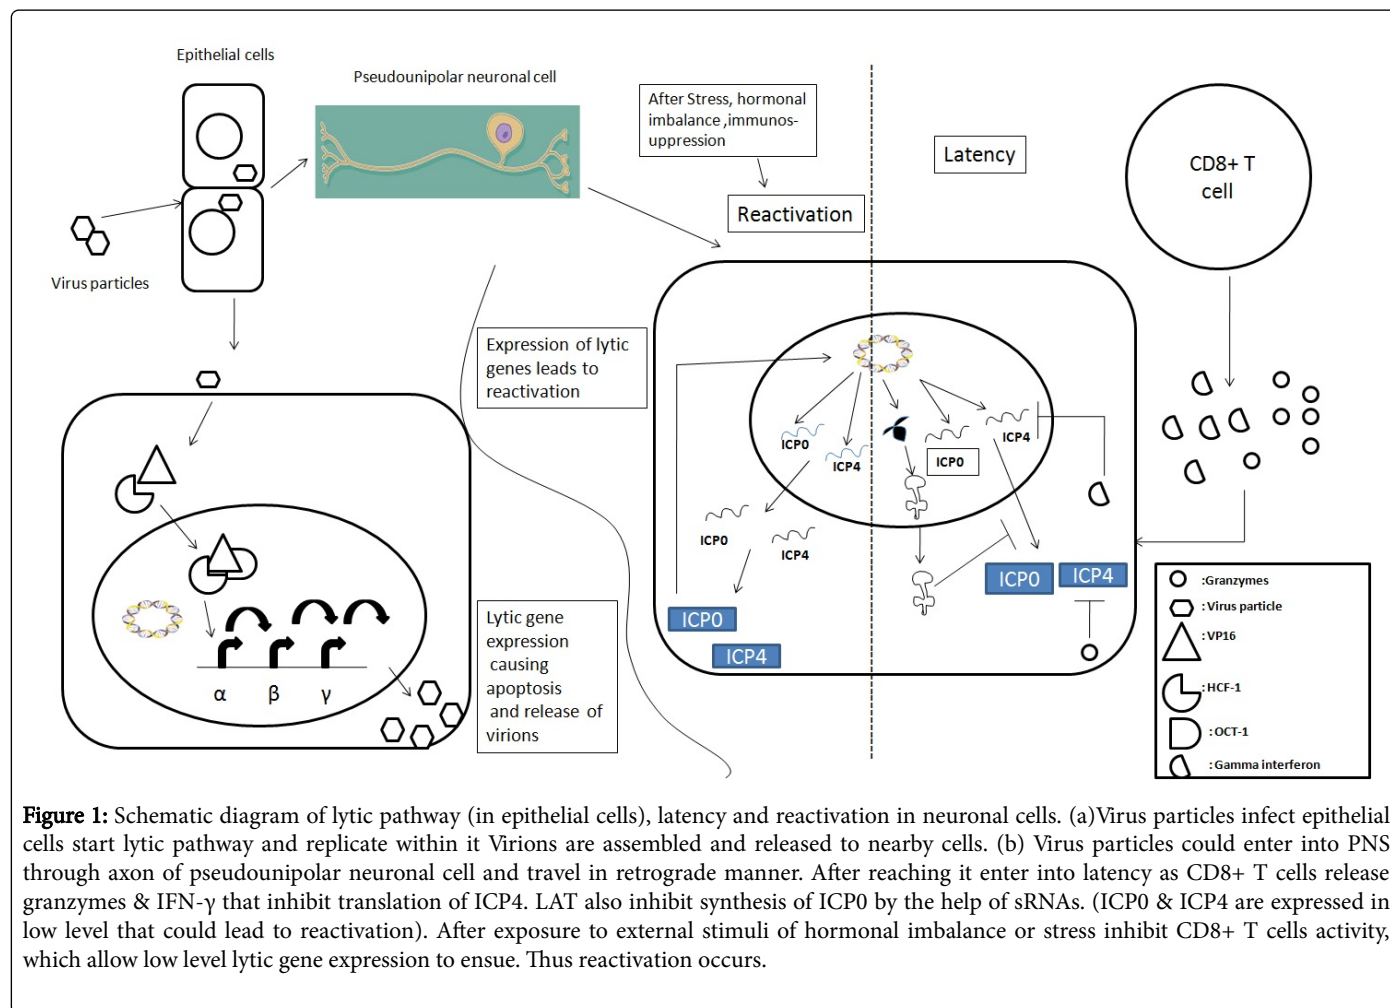 Epithelial cells
Pseudounipolar neuronal cell
After Stress, hormonal
imbalance ,immunos-
uppression
Latency
CD8+ T
cell
Reactivation
Virus particles
Expression of lytic
genes leads to
reactivation
ICP0
ICP4
ICP0
ICP4
ICP0
ICP4
ICP0
ICP4
ICP0
ICP4
Lytic gene
expression
causing
apoptosis
and release of
virions
α β γ
:Granzymes
: Virus particle
: VP16
: HCF-1
: OCT-1
: Gamma interferon
Figure 1: Schematic diagram of lytic pathway (in epithelial cells), latency and reactivation in neuronal cells. (a)Virus particles infect epithelial
cells start lytic pathway and replicate within it Virions are assembled and released to nearby cells. (b) Virus particles could enter into PNS
through axon of pseudounipolar neuronal cell and travel in retrograde manner. After reaching it enter into latency as CD8+ T cells release
granzymes & IFN-γ that inhibit translation of ICP4. LAT also inhibit synthesis of ICP0 by the help of sRNAs. (ICP0 & ICP4 are expressed in
low level that could lead to reactivation). After exposure to external stimuli of hormonal imbalance or stress inhibit CD8+ T cells activity,
which allow low level lytic gene expression to ensue. Thus reactivation occurs.